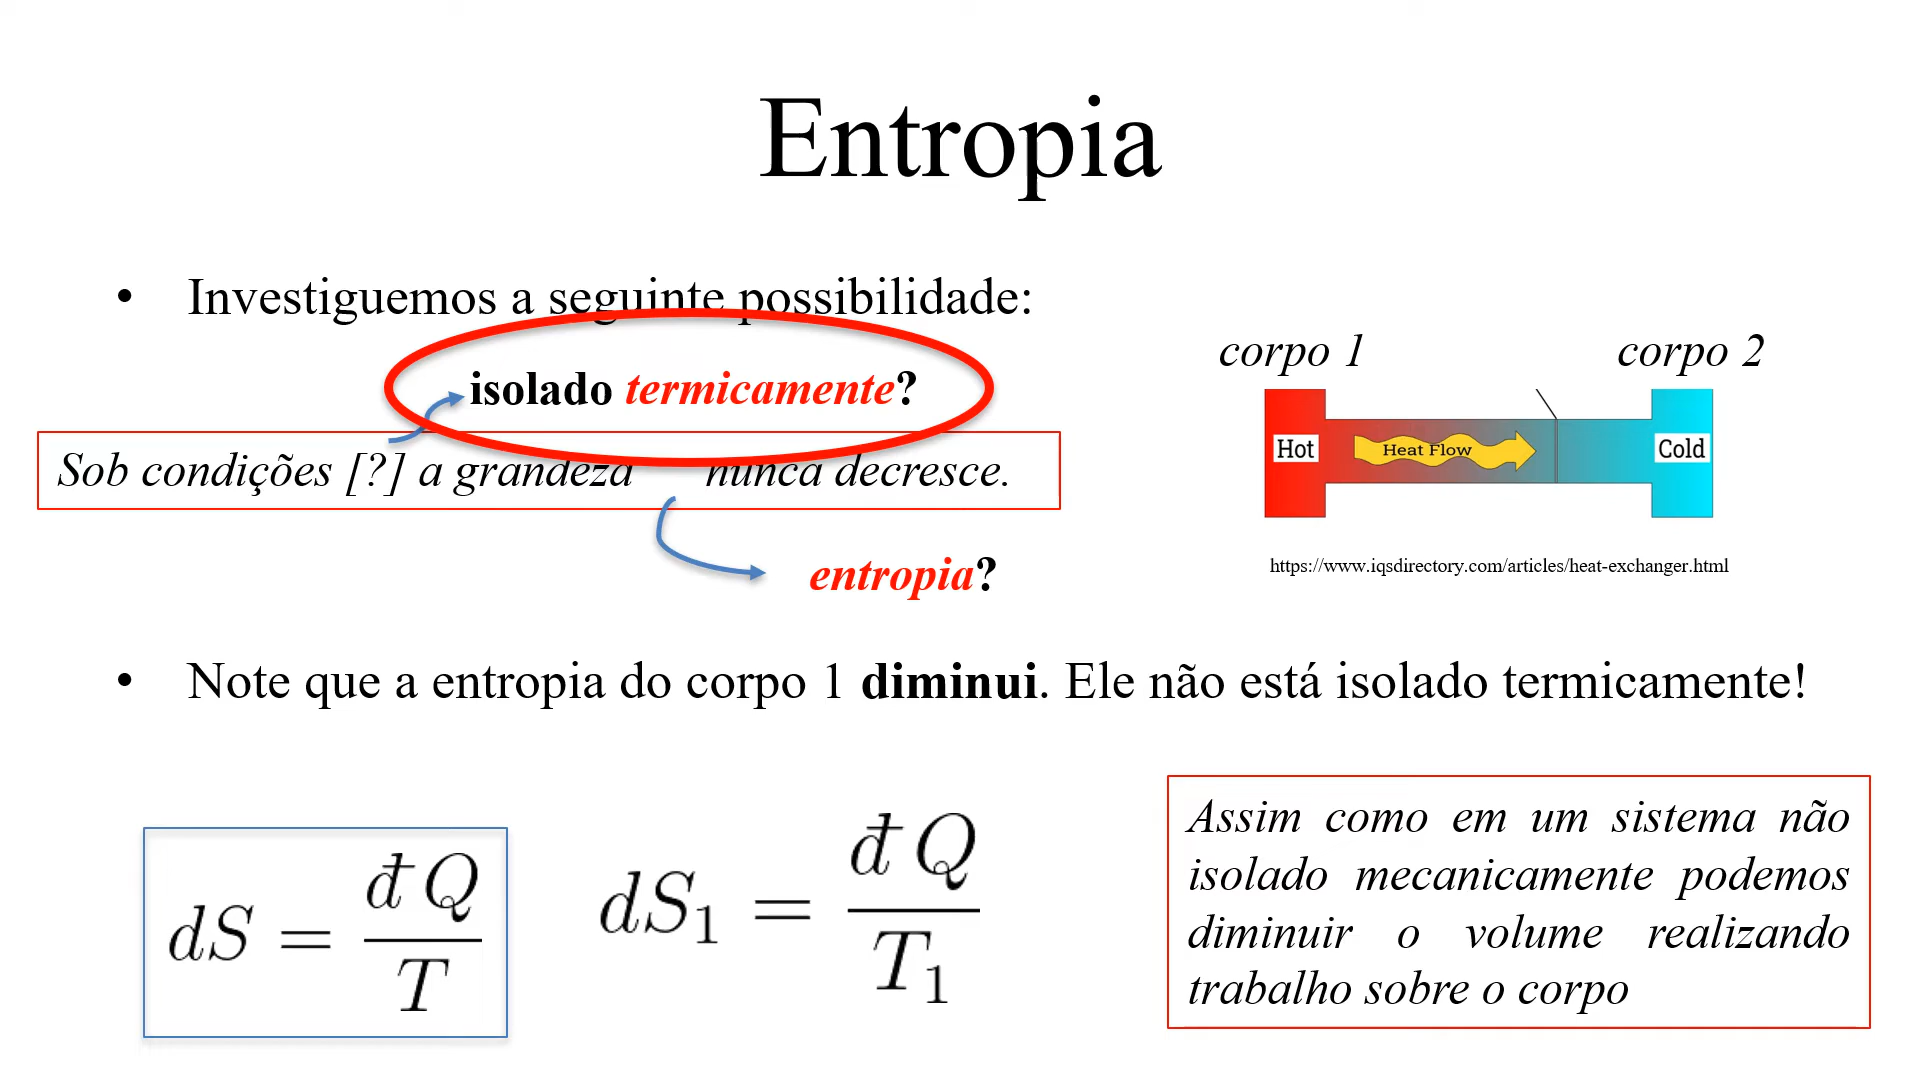 Entropia
• Investiguemos a seguinte possibilidade:
isolado termicamente?
Sob condições [?] a grandeza nunca decresce.
entropia?
corpo 1 corpo 2
Hot Heat Flow Cold
https://www.iqsdirectory.com/articles/heat-exchanger.html
• Note que a entropia do corpo 1 diminui. Ele não está isolado termicamente!
dS = đQ / T
dS₁ = đQ / T₁
Assim como em um sistema não
isolado mecanicamente podemos
diminuir o volume realizando
trabalho sobre o corpo